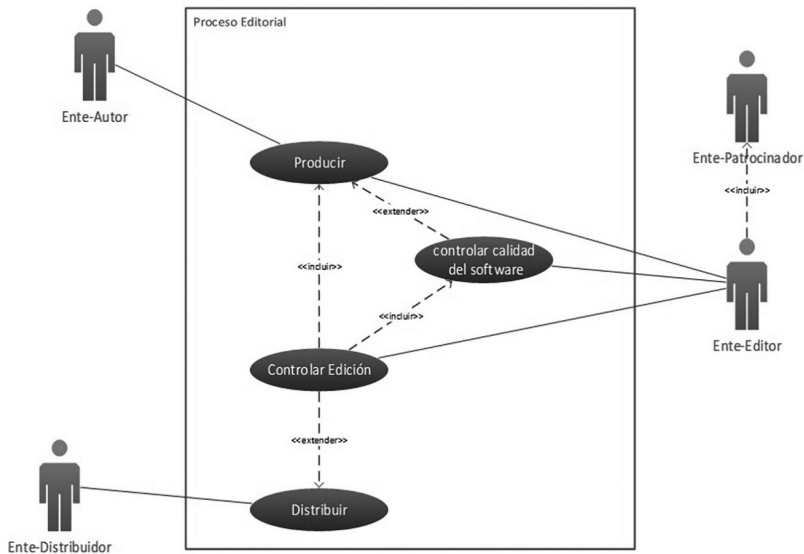 Proceso Editorial
Ente-Autor
Producir
Ente-Patrocinador
<<incluir>>
<<extender>>
controlar calidad
del software
<<incluir>>
<<incluir>>
Ente-Editor
Controlar Edición
<<extender>>
Distribuir
Ente-Distribuidor